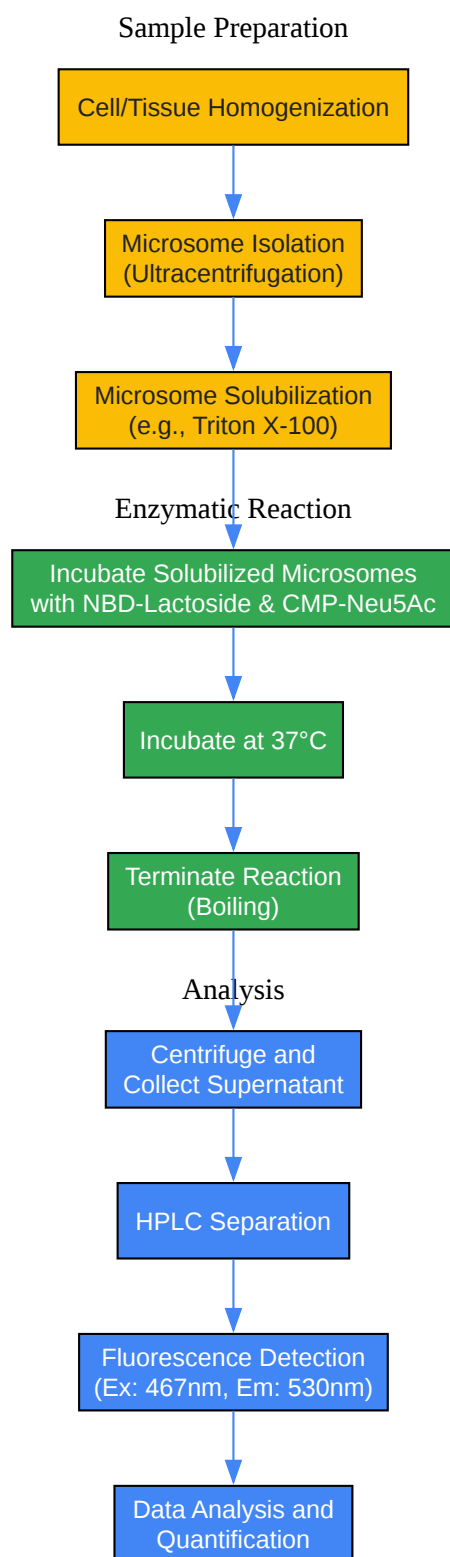 Sample Preparation
Cell/Tissue Homogenization
Microsome Isolation
(Ultracentrifugation)
Microsome Solubilization
(e.g., Triton X-100)
Enzymatic Reaction
Incubate Solubilized Microsomes
with NBD-Lactoside & CMP-Neu5Ac
Incubate at 37°C
Terminate Reaction
(Boiling)
Analysis
Centrifuge and
Collect Supernatant
HPLC Separation
Fluorescence Detection
(Ex: 467nm, Em: 530nm)
Data Analysis and
Quantification